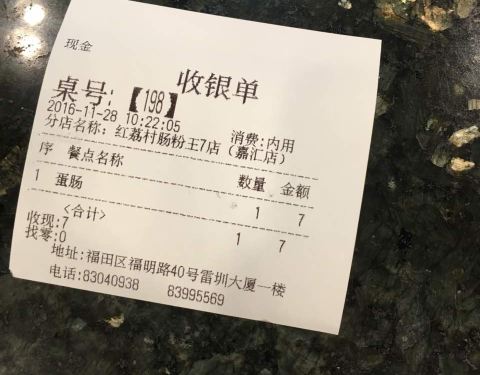 现金
收银单
桌号:【198】
2016-11-28 10:22:05 消费:内用
分店名称: 红荔村肠粉王7店 (嘉汇店)
序 餐点名称 数量 金额
1 蛋肠 1 7
<合计> 1 7
收现:7
找零:0
地址:福田区福明路40号雷圳大厦一楼
电话:83040938 83995569